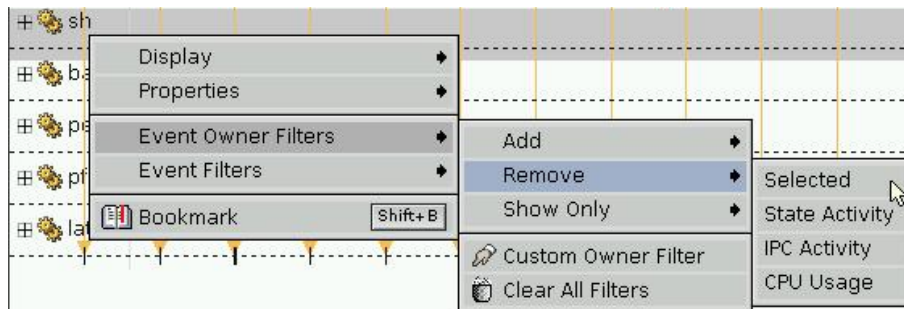 sh
Display
Properties
Event Owner Filters
Event Filters
Bookmark Shift+B
Add
Remove
Show Only
Custom Owner Filter
Clear All Filters
Selected
State Activity
IPC Activity
CPU Usage